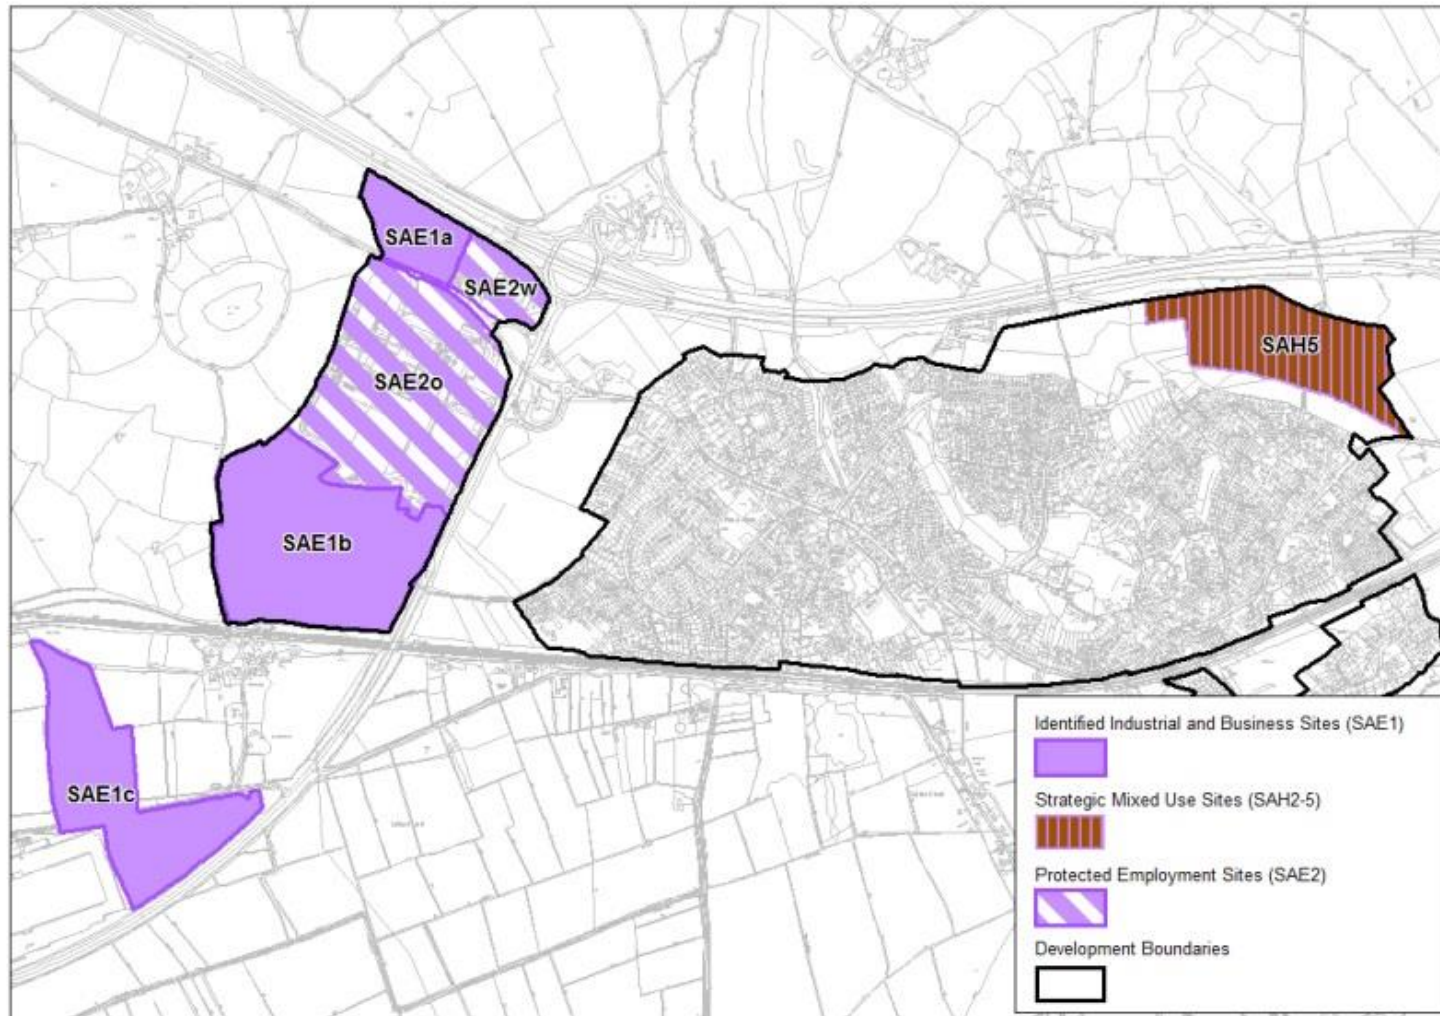 SAE1a
SAE2w
SAH5
SAE2o
SAE1b
SAE1c
Identified Industrial and Business Sites (SAE1)
Strategic Mixed Use Sites (SAH2-5)
Protected Employment Sites (SAE2)
Development Boundaries